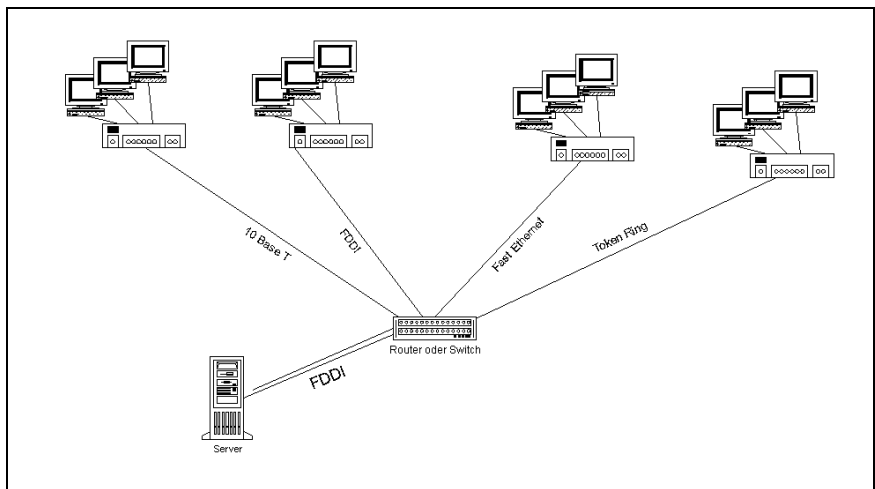 10 Base T
FDDI
Fast Ethernet
Token Ring
Router oder Switch
FDDI
Server